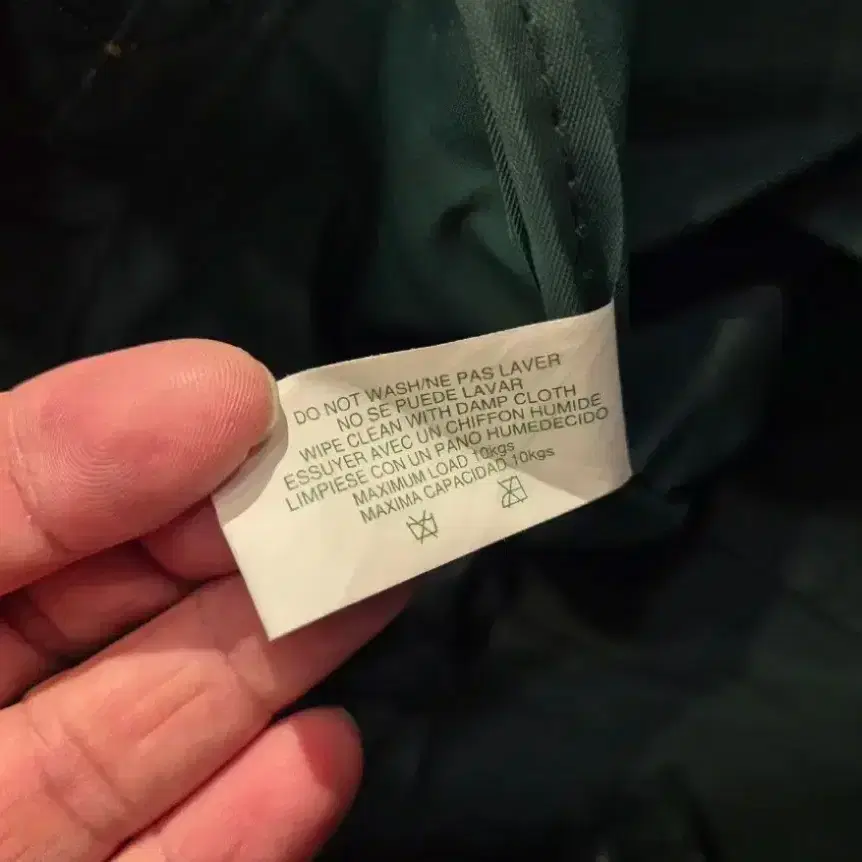 DO NOT WASH/NE PAS LAVER
NO SE PUEDE LAVAR
WIPE CLEAN WITH DAMP CLOTH
ESSUYER AVEC UN CHIFFON HUMIDE
LIMPIESE CON UN PANO HUMEDECIDO
MAXIMUM LOAD 10kgs
MAXIMA CAPACIDAD 10kgs